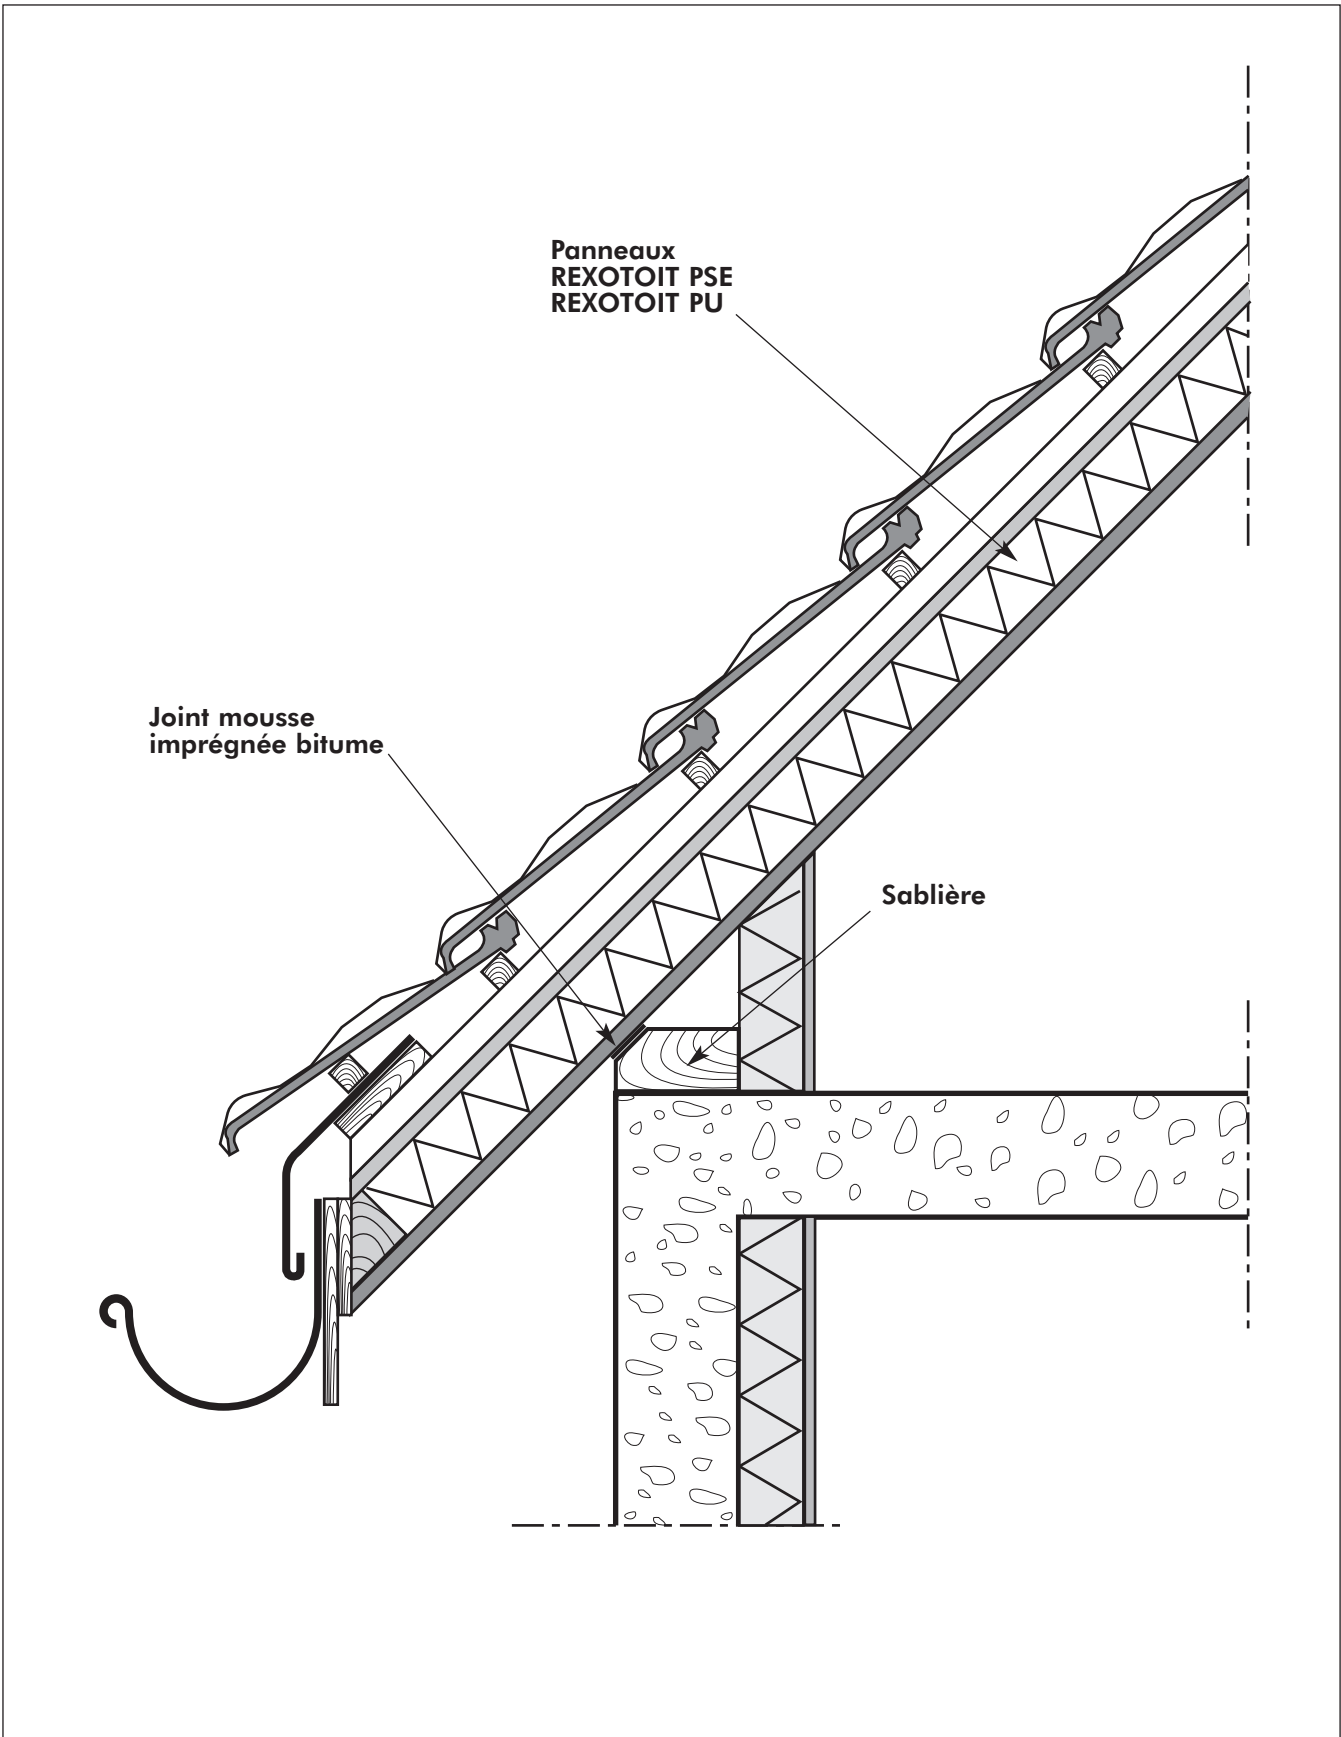 Panneaux
REXOTOIT PSE
REXOTOIT PU
Joint mousse
imprégnée bitume
Sablière